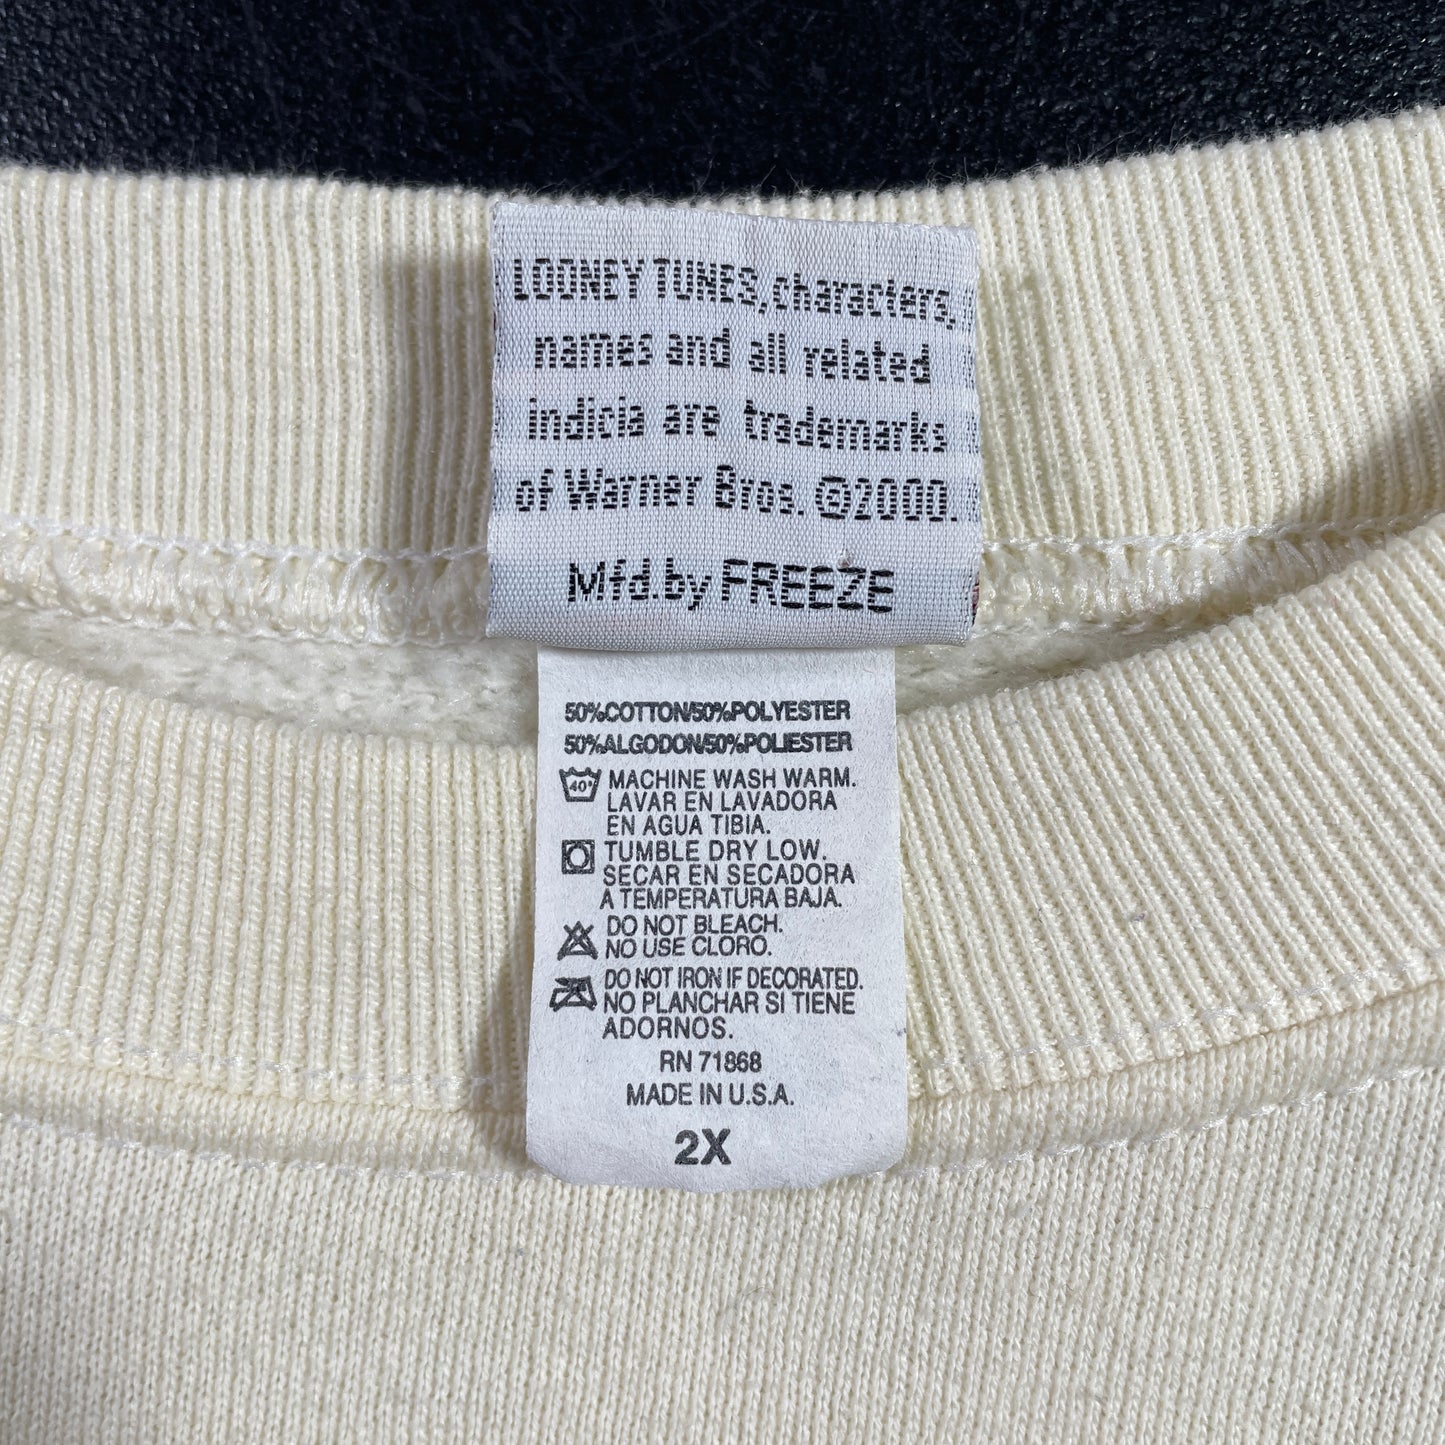 LOONEY TUNES, characters,
names and all related
indicia are trademarks
of Warner Bros. ©2000.
Mfd.by FREEZE
50%COTTON/50%POLYESTER
50%ALGODON/50%POLIESTER
40° MACHINE WASH WARM.
LAVAR EN LAVADORA
EN AGUA TIBIA.
TUMBLE DRY LOW.
SECAR EN SECADORA
A TEMPERATURA BAJA.
DO NOT BLEACH.
NO USE CLORO.
DO NOT IRON IF DECORATED.
NO PLANCHAR SI TIENE
ADORNOS.
RN 71868
MADE IN U.S.A.
2X